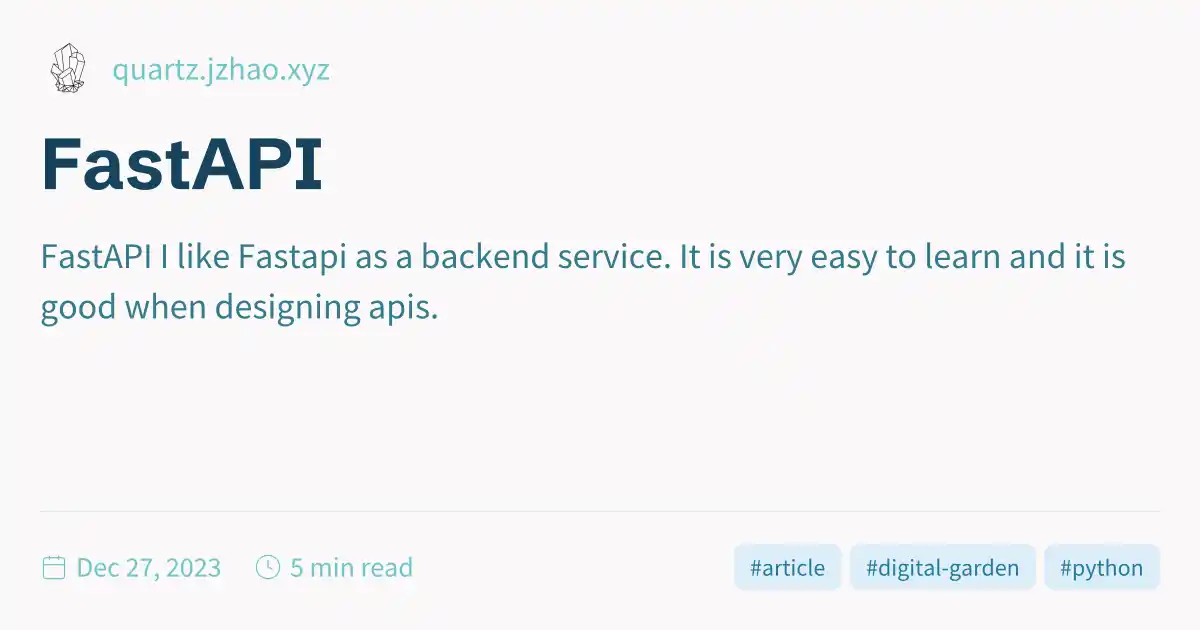 quartz.jzhao.xyz
FastAPI
FastAPI I like Fastapi as a backend service. It is very easy to learn and it is
good when designing apis.
Dec 27, 2023 5 min read #article #digital-garden #python